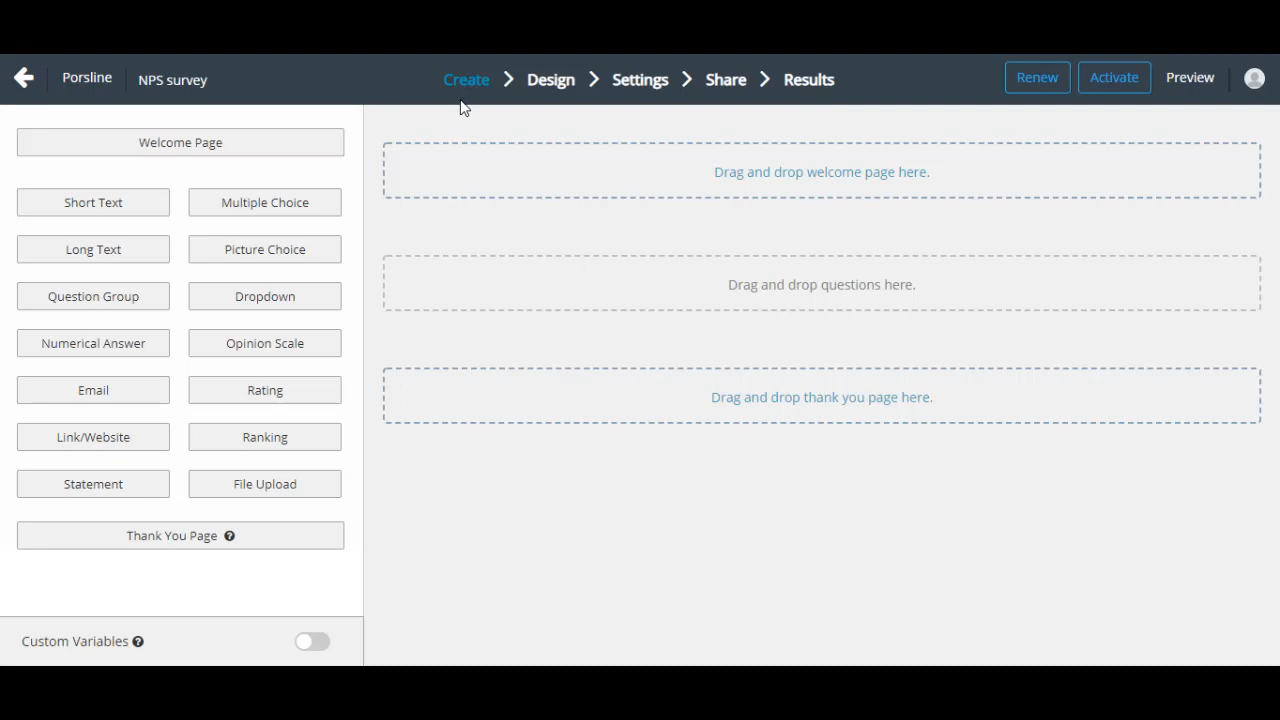 Porsline
NPS survey
Create
Design
Settings
Share
Results
Renew
Activate
Preview
Welcome Page
Short Text
Multiple Choice
Long Text
Picture Choice
Question Group
Dropdown
Numerical Answer
Opinion Scale
Email
Rating
Link/Website
Ranking
Statement
File Upload
Thank You Page ?
Custom Variables ?
Drag and drop welcome page here.
Drag and drop questions here.
Drag and drop thank you page here.